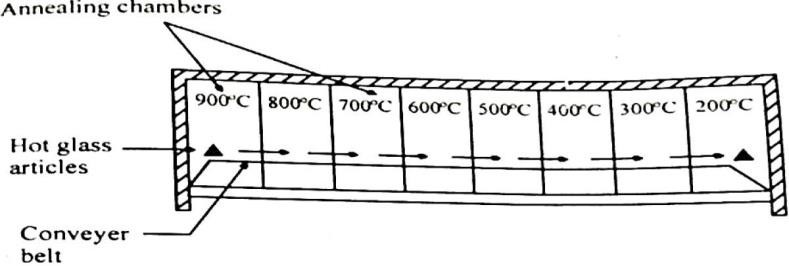 Annealing chambers
900°C 800°C 700°C 600°C 500°C 400°C 300°C 200°C
Hot glass
articles
Conveyer
belt